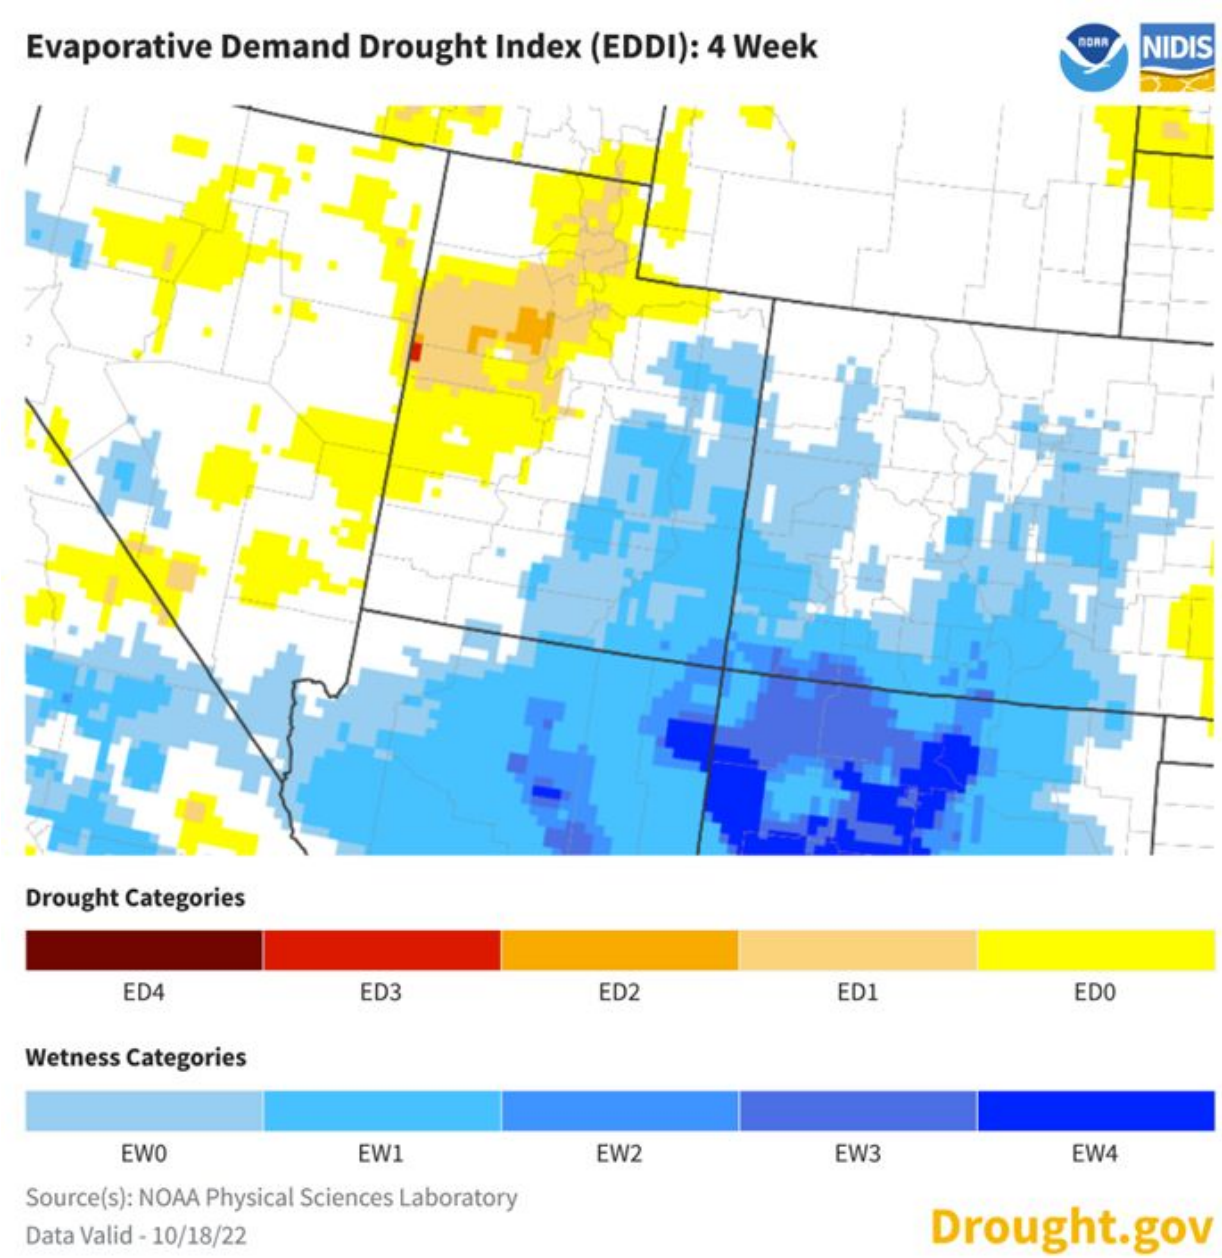 Evaporative Demand Drought Index (EDDI): 4 Week
NOAA
NIDIS
Drought Categories
ED4 ED3 ED2 ED1 ED0
Wetness Categories
EW0 EW1 EW2 EW3 EW4
Source(s): NOAA Physical Sciences Laboratory
Data Valid - 10/18/22
Drought.gov